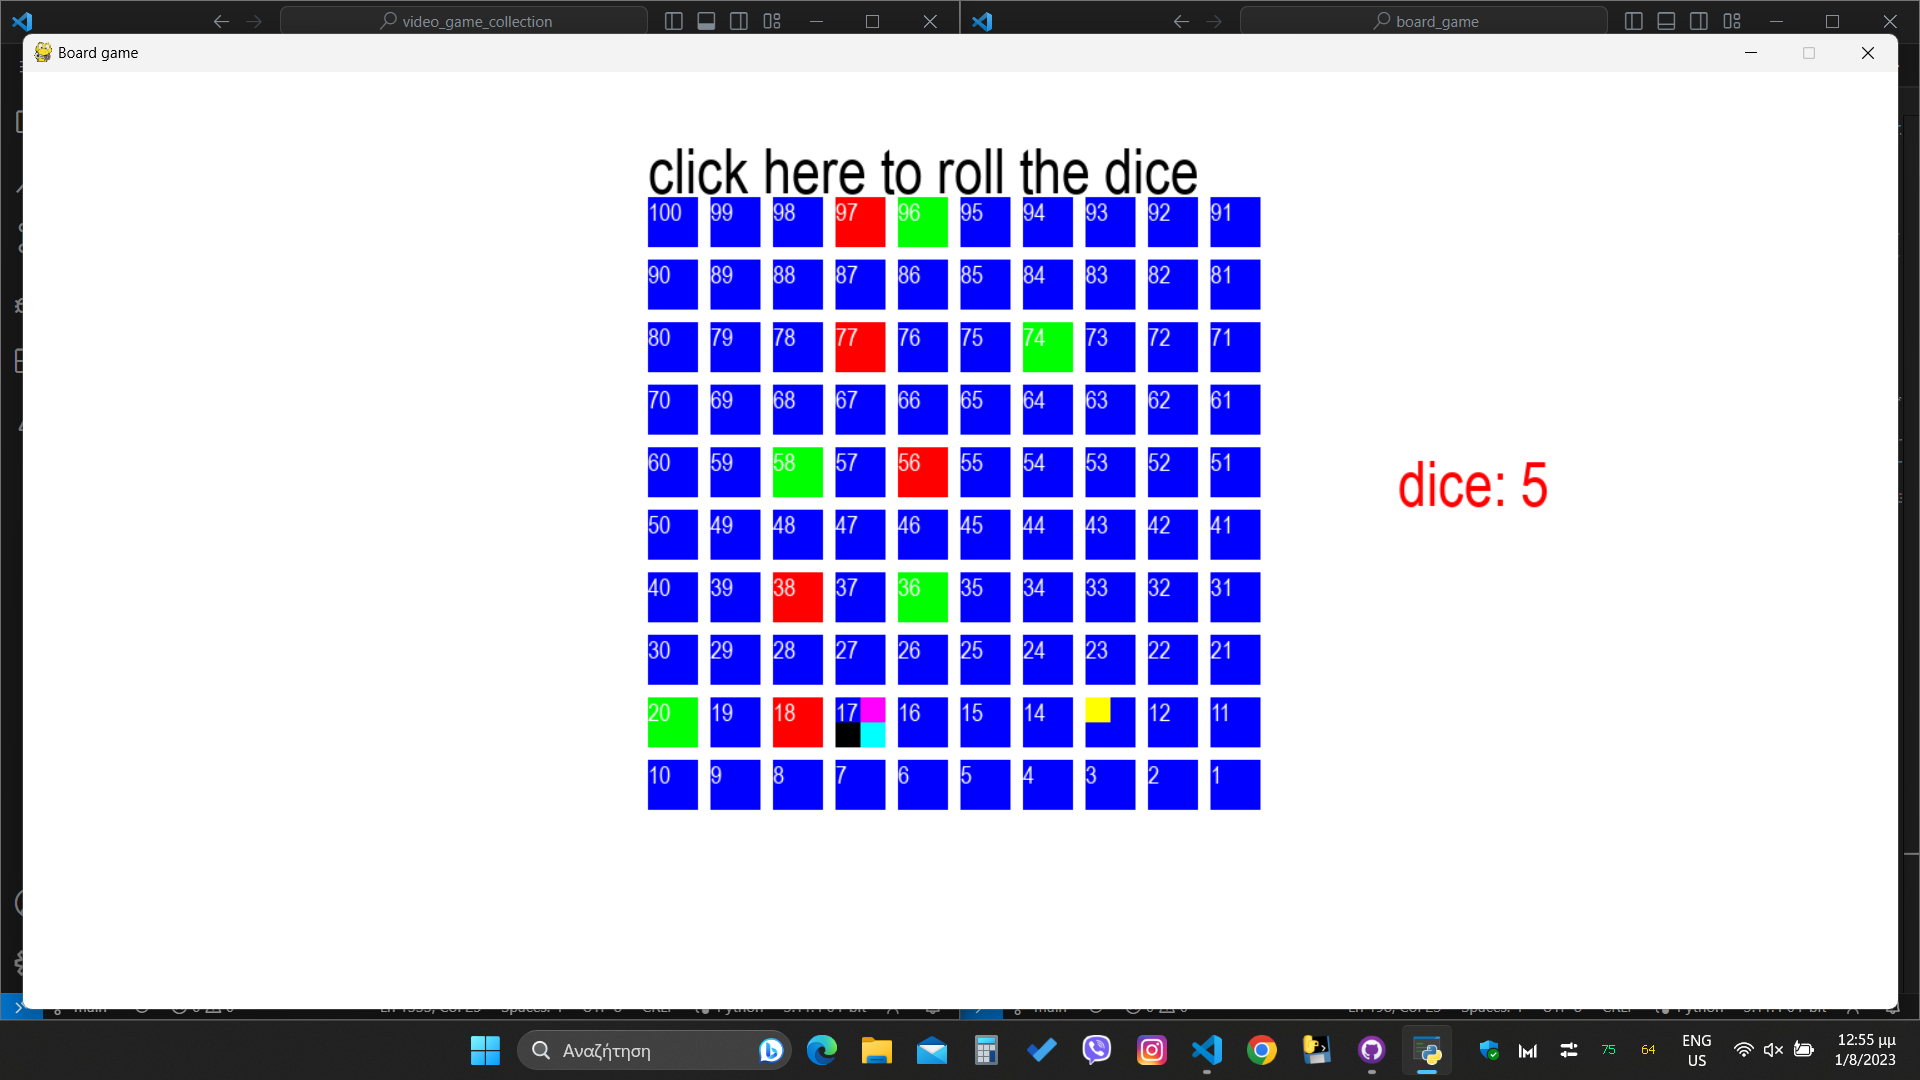 video_game_collection
board_game
Board game
click here to roll the dice
100 99 98 97 96 95 94 93 92 91
90 89 88 87 86 85 84 83 82 81
80 79 78 77 76 75 74 73 72 71
70 69 68 67 66 65 64 63 62 61
60 59 58 57 56 55 54 53 52 51
dice: 5
50 49 48 47 46 45 44 43 42 41
40 39 38 37 36 35 34 33 32 31
30 29 28 27 26 25 24 23 22 21
20 19 18 17 16 15 14 12 11
10 9 8 7 6 5 4 3 2 1
Αναζήτηση
75
64
ENG
US
12:55 μμ
1/8/2023